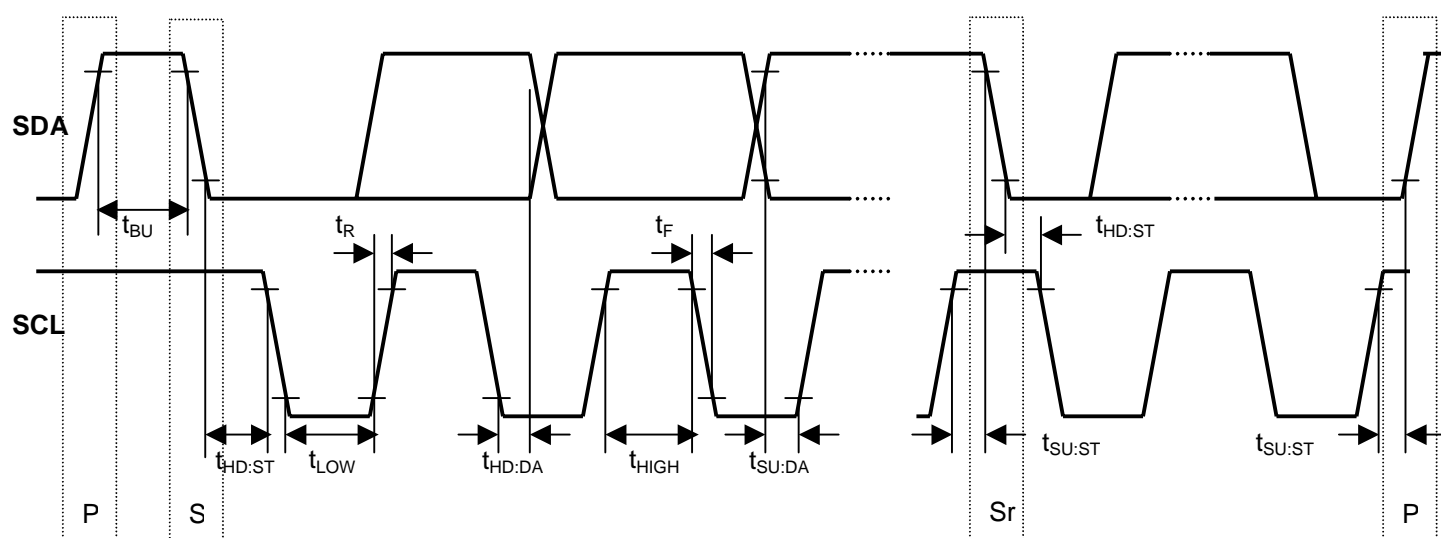 SDA
tBU
tR
tF
tHD:ST
SCL
tHD:ST
tLOW
tHD:DA
tHIGH
tSU:DA
tSU:ST
tSU:ST
P
S
Sr
P